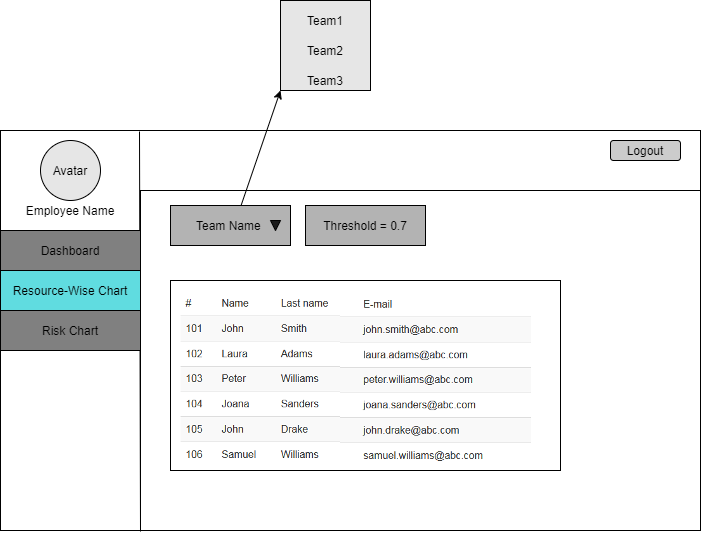 Team1
Team2
Team3
Avatar
Employee Name
Logout
Dashboard
Resource-Wise Chart
Risk Chart
Team Name
Threshold = 0.7
# Name Last name E-mail
101 John Smith john.smith@abc.com
102 Laura Adams laura.adams@abc.com
103 Peter Williams peter.williams@abc.com
104 Joana Sanders joana.sanders@abc.com
105 John Drake john.drake@abc.com
106 Samuel Williams samuel.williams@abc.com